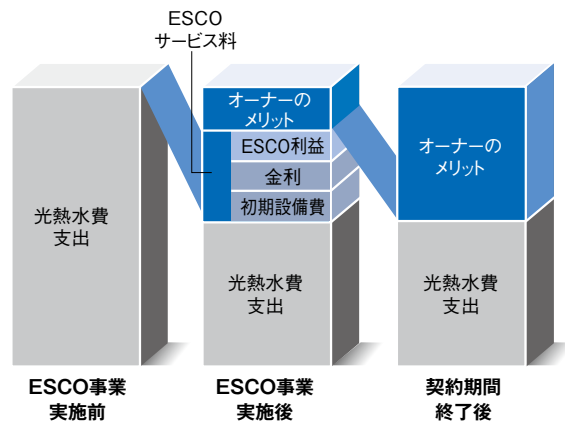 ESCO
サービス料
オーナーの
メリット
ESCO利益
金利
初期設備費
オーナーの
メリット
光熱水費
支出
光熱水費
支出
光熱水費
支出
ESCO事業
実施前
ESCO事業
実施後
契約期間
終了後